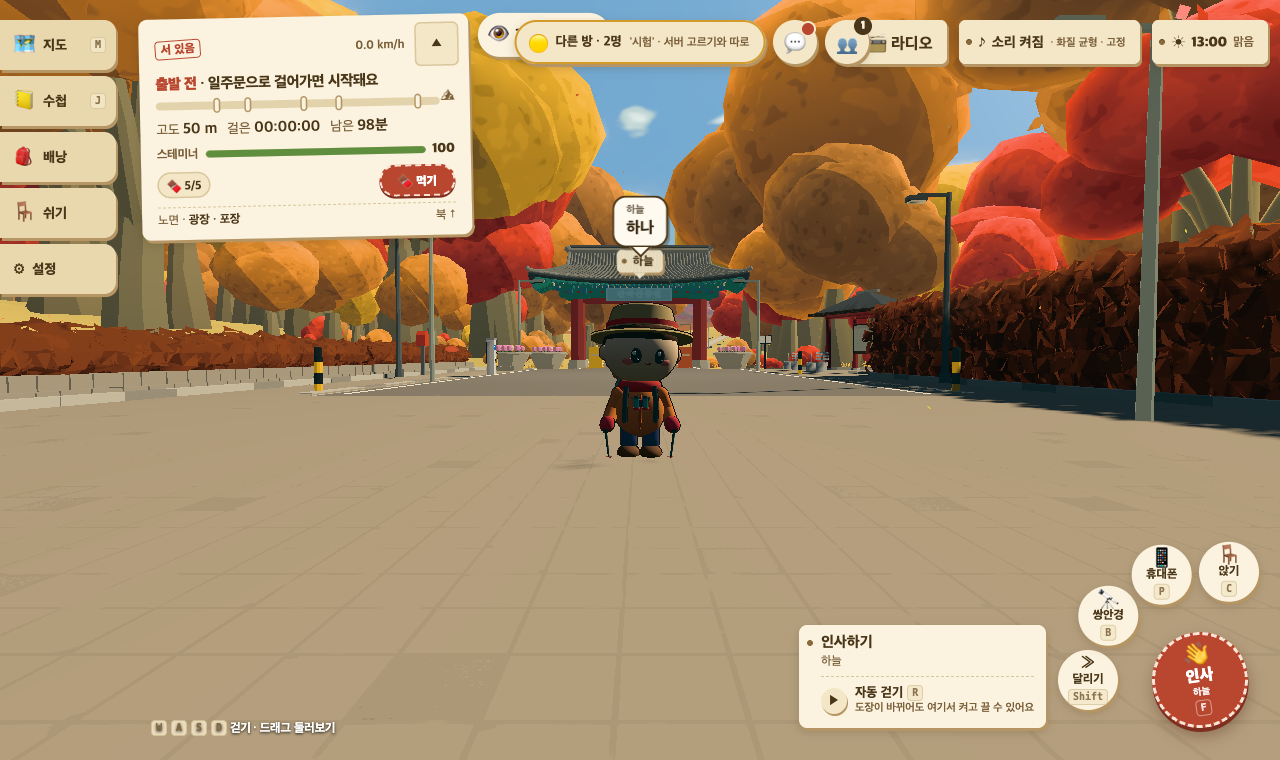 지도 M
수첩 J
배낭
쉬기
설정
서 있음
0.0 km/h
출발 전 · 일주문으로 걸어가면 시작돼요
고도 50 m 걸은 00:00:00 남은 98분
스테미너 100
5/5
먹기
노면 · 광장 · 포장
북 ↑
다른 방 · 2명 '시험' · 서버 고르기와 따로
1
라디오
♪ 소리 켜짐 · 화질 균형 · 고정
13:00 맑음
하늘
하나
하늘
휴대폰
P
앉기
C
쌍안경
B
달리기
Shift
인사
하늘
F
인사하기
하늘
자동 걷기 R
도장이 바뀌어도 여기서 켜고 끌 수 있어요
W A S D 걷기 · 드래그 둘러보기